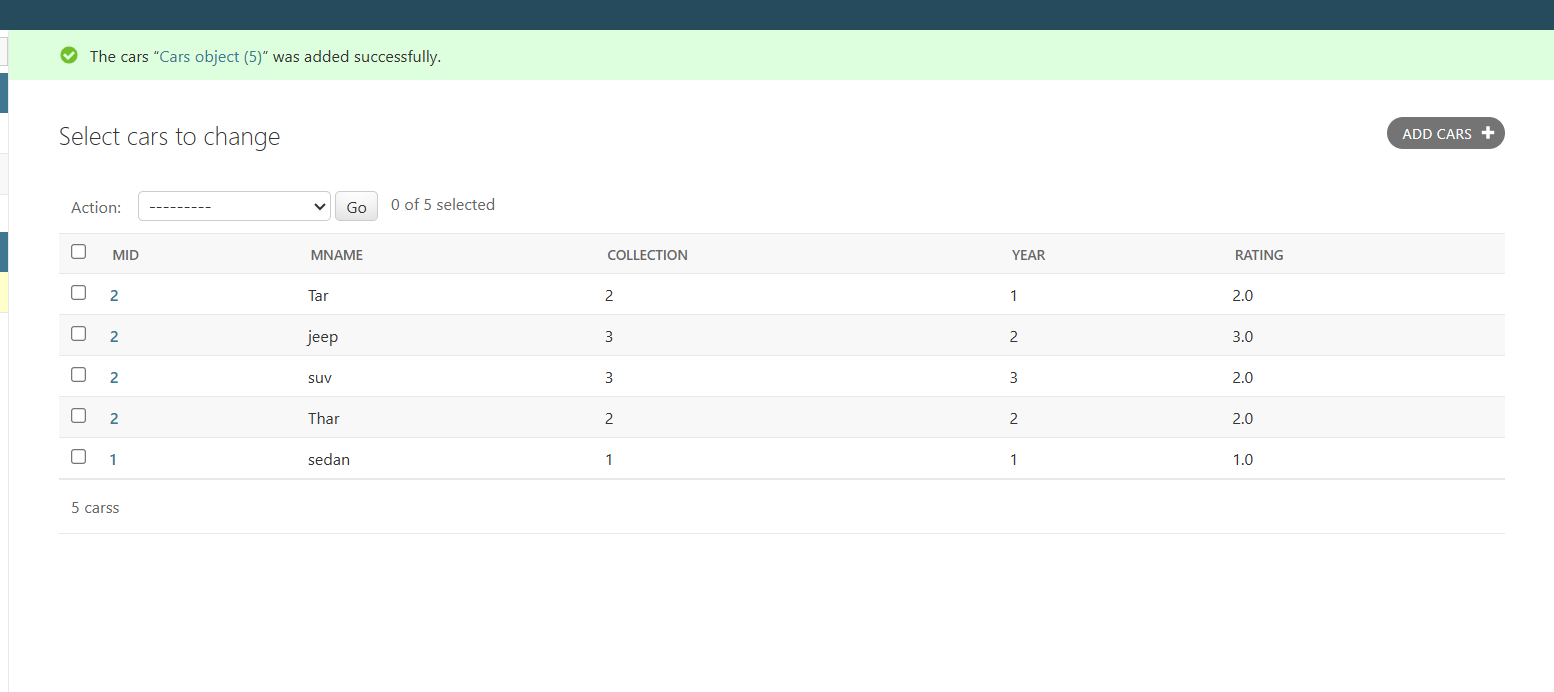 The cars “Cars object (5)” was added successfully.
Select cars to change
ADD CARS +
Action: --------- Go 0 of 5 selected
MID MNAME COLLECTION YEAR RATING
2 Tar 2 1 2.0
2 jeep 3 2 3.0
2 suv 3 3 2.0
2 Thar 2 2 2.0
1 sedan 1 1 1.0
5 carss